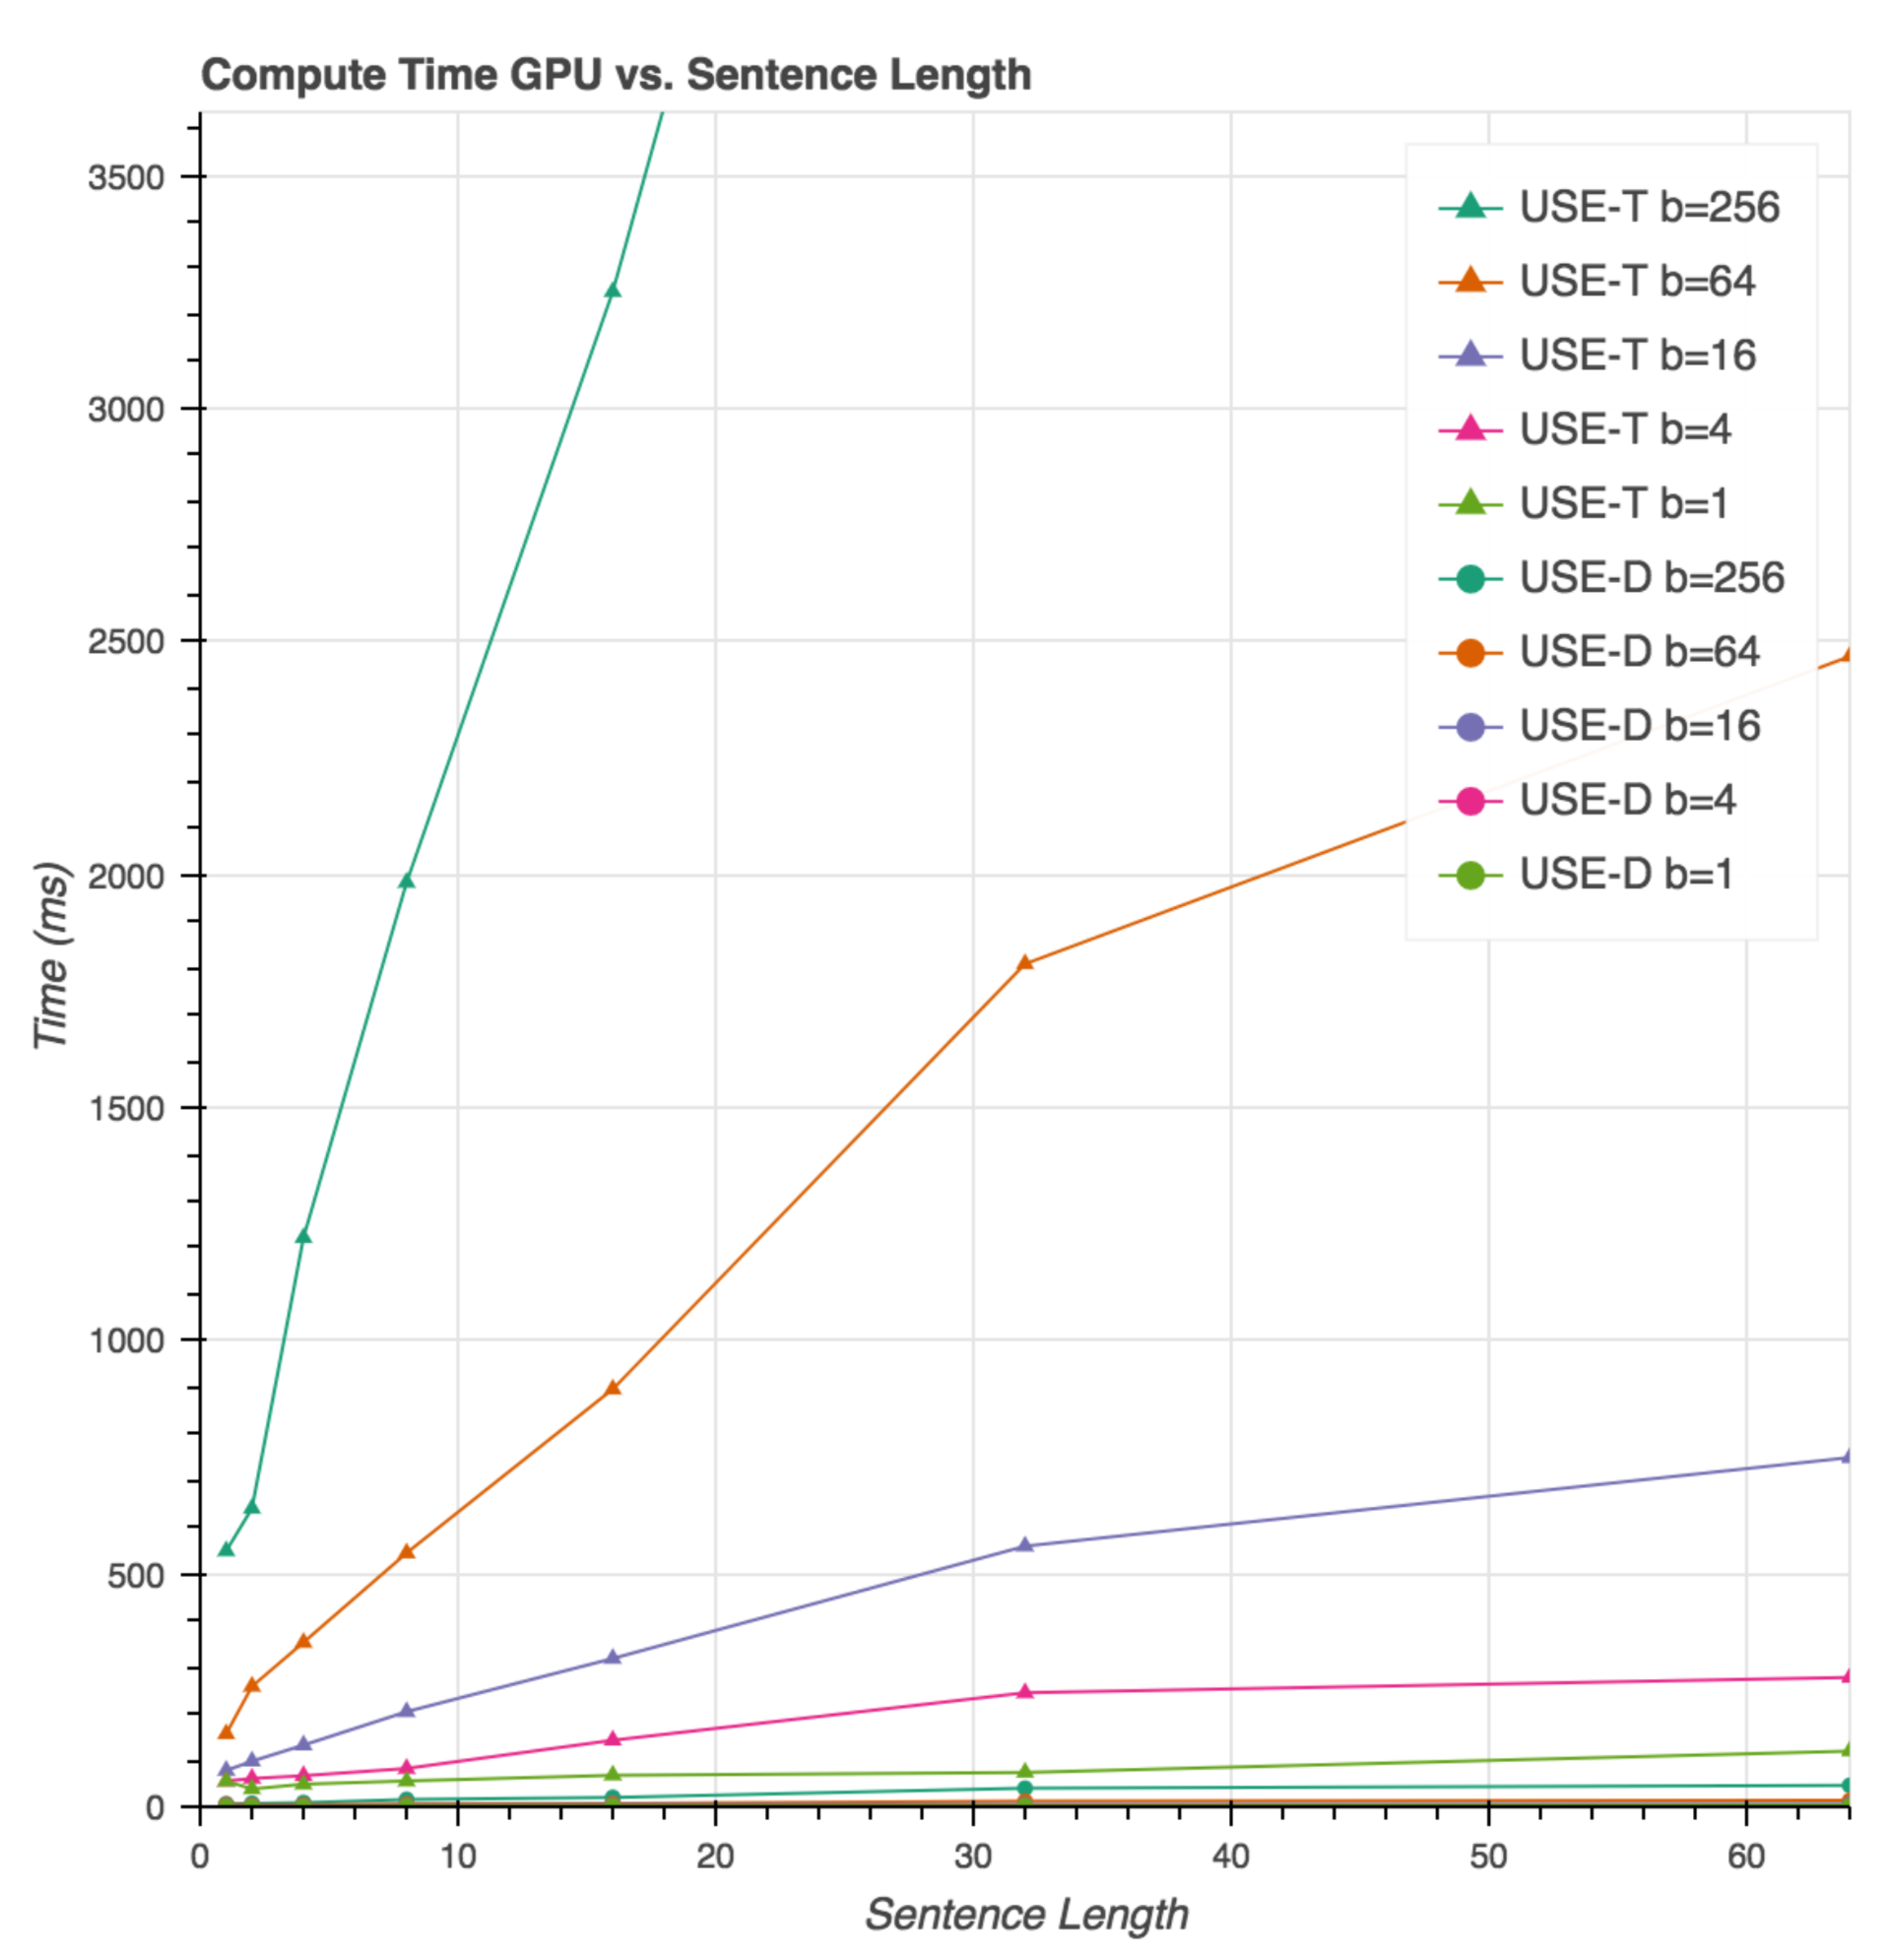 Compute Time GPU vs. Sentence Length
3500
3000
2500
2000
1500
1000
500
0
Time (ms)
0 10 20 30 40 50 60
Sentence Length
USE-T b=256
USE-T b=64
USE-T b=16
USE-T b=4
USE-T b=1
USE-D b=256
USE-D b=64
USE-D b=16
USE-D b=4
USE-D b=1